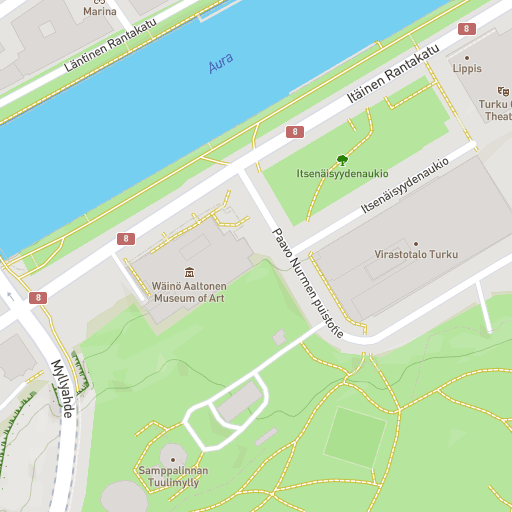 Marina
Läntinen Rantakatu
Aura
8
Itäinen Rantakatu
Lippis
Turku
Theat
8
Itsenäisyydenaukio
Itsenäisyydenaukio
Paavo Nurmen puistotie
8
Virastotalo Turku
Wäinö Aaltonen
Museum of Art
8
Myllyahde
Samppalinnan
Tuulimylly